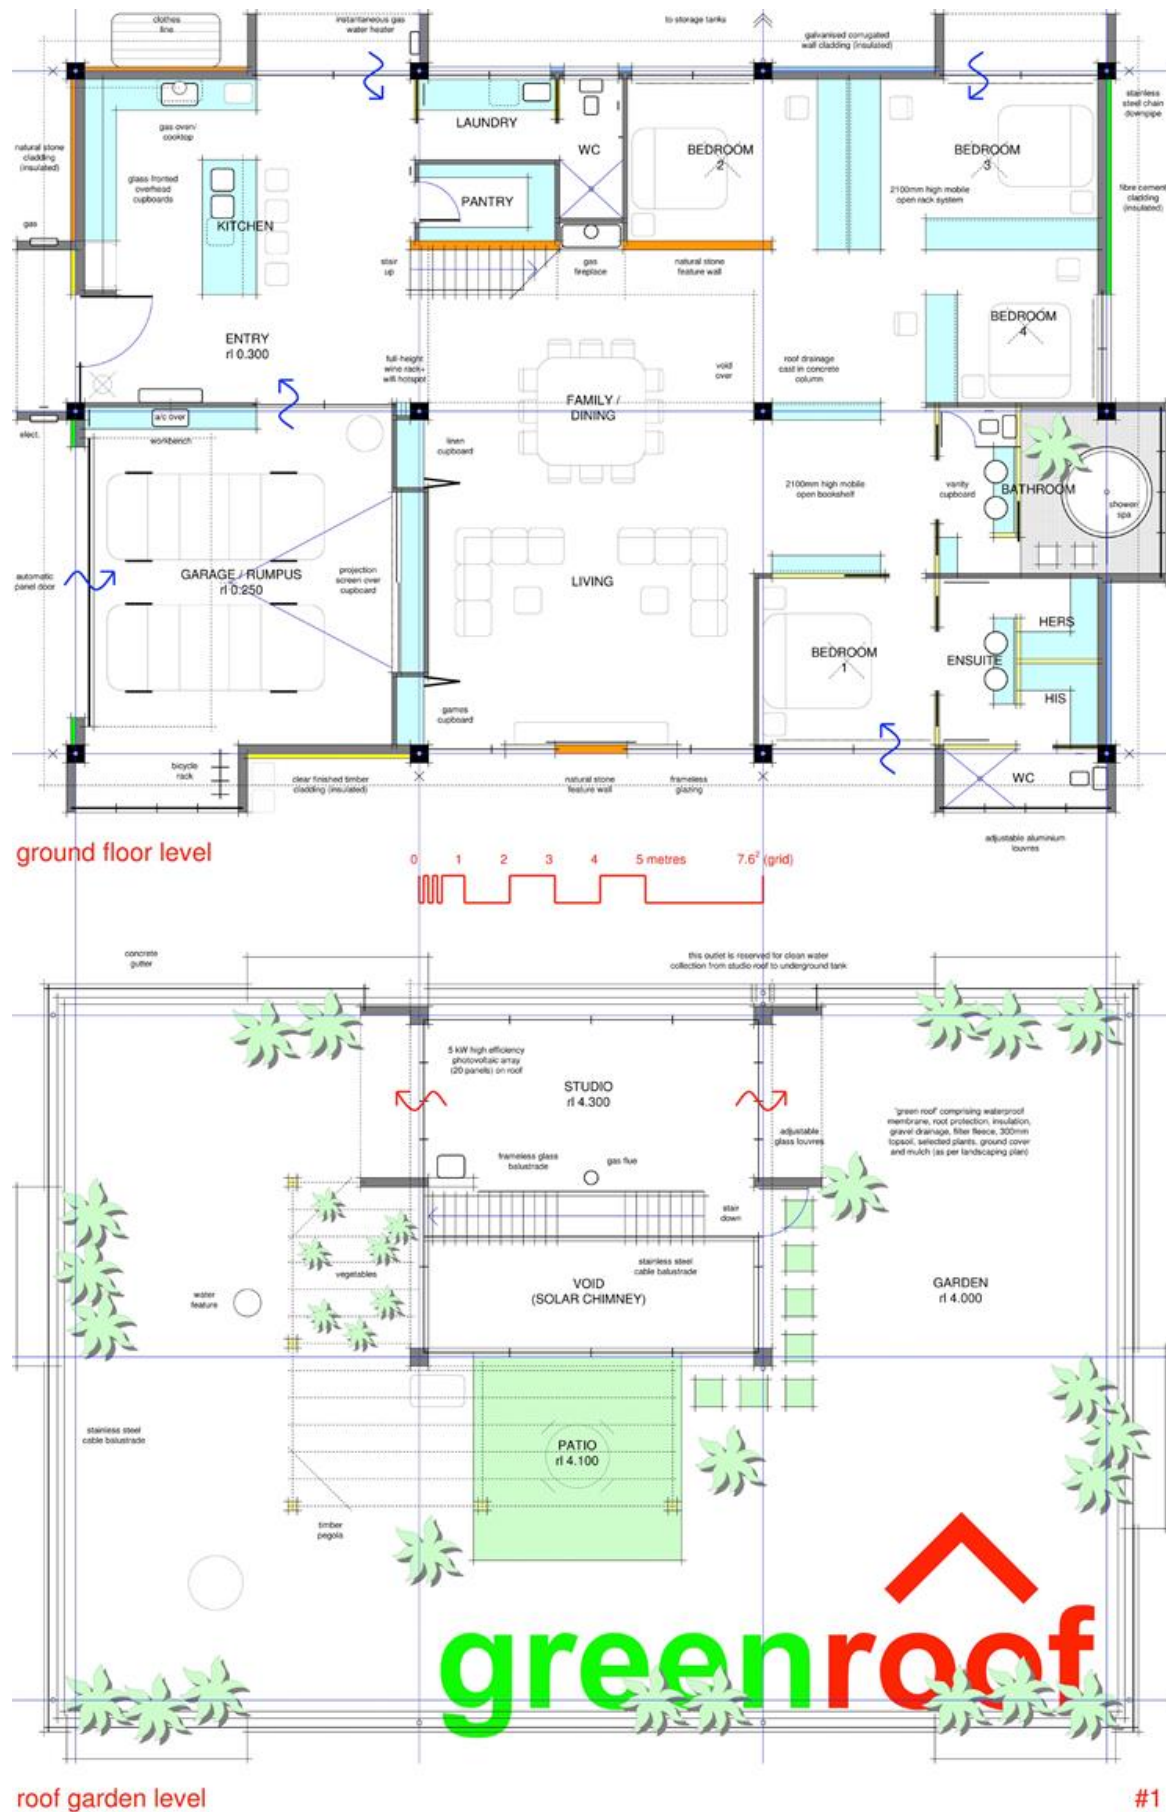 clothes
line
instantaneous gas
water heater
to storage tanks
galvanised corrugated
wall cladding (insulated)
stainless
steel chain
downpipe
natural stone
cladding
(insulated)
gas oven/
cooktop
LAUNDRY
WC
BEDROOM
2
BEDROOM
3
glass fronted
overhead
cupboards
PANTRY
2100mm high mobile
open rack system
fibre cement
cladding
(insulated)
gas
KITCHEN
stair
up
gas
fireplace
natural stone
feature wall
ENTRY
rl 0.300
BEDROOM
4
full-height
wine rack+
wifi hotspot
void
over
roof drainage
cast in concrete
column
FAMILY /
DINING
a/c over
elect.
workbench
linen
cupboard
2100mm high mobile
open bookshelf
vanity
cupboard
BATHROOM
shower/
spa
automatic
panel door
GARAGE / RUMPUS
rl 0.250
projection
screen over
cupboard
LIVING
HERS
BEDROOM
1
ENSUITE
HIS
games
cupboard
bicycle
rack
clear finished timber
cladding (insulated)
natural stone
feature wall
frameless
glazing
WC
adjustable aluminium
louvres
ground floor level
0 1 2 3 4 5 metres 7.6² (grid)
concrete
gutter
this outlet is reserved for clean water
collection from studio roof to underground tank
5 kW high efficiency
photovoltaic array
(20 panels) on roof
STUDIO
rl 4.300
adjustable
glass louvres
'green roof' comprising waterproof
membrane, root protection, insulation,
gravel drainage, filter fleece, 300mm
topsoil, selected plants, ground cover
and mulch (as per landscaping plan)
frameless glass
balustrade
gas flue
stair
down
vegetables
stainless steel
cable balustrade
water
feature
VOID
(SOLAR CHIMNEY)
GARDEN
rl 4.000
stainless steel
cable balustrade
PATIO
rl 4.100
timber
pegola
greenroof
roof garden level
#1